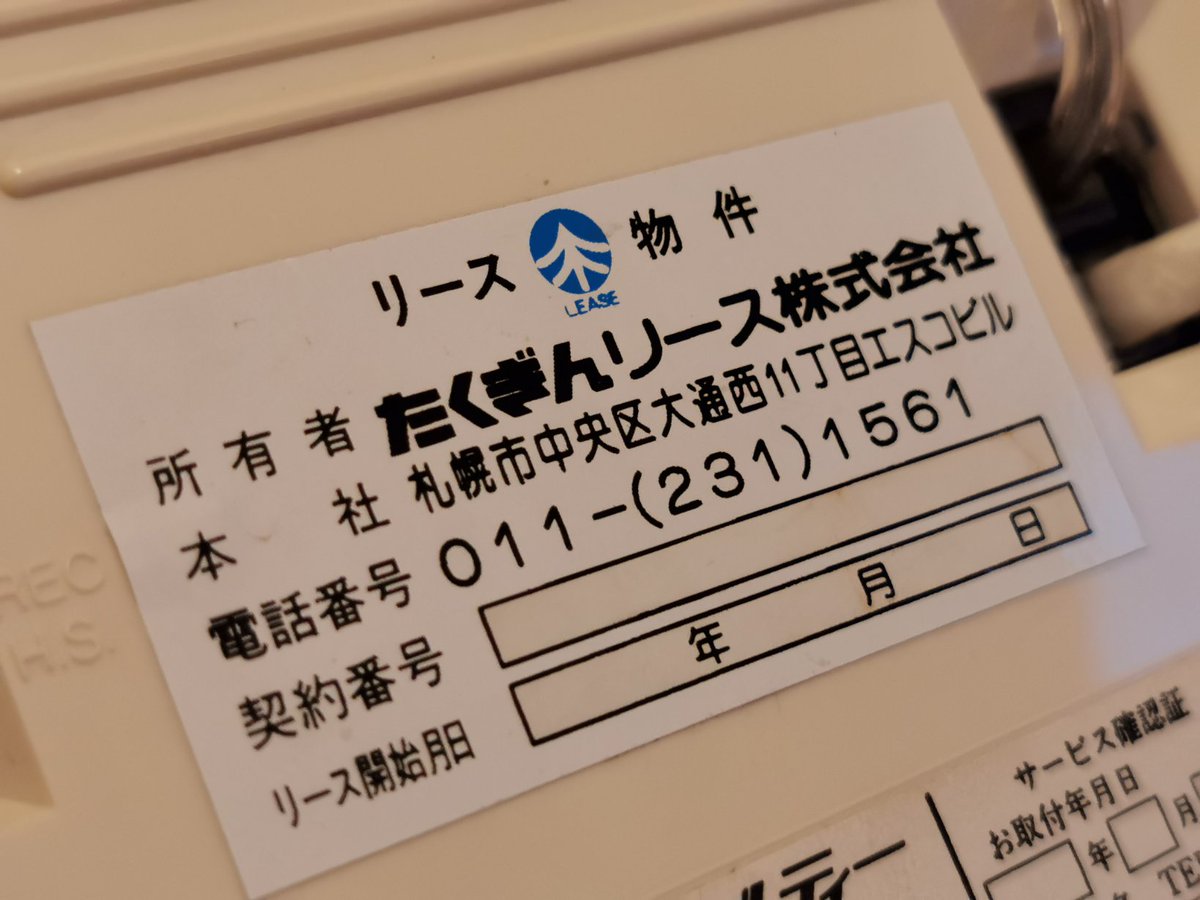 リース 物件
LEASE
所有者 たくぎんリース株式会社
本社 札幌市中央区大通西11丁目エスコビル
電話番号 011-(231)1561
契約番号
リース開始月日 年 月 日
REC
H.S.
サービス確認証
お取付年月日
年 月
ティー